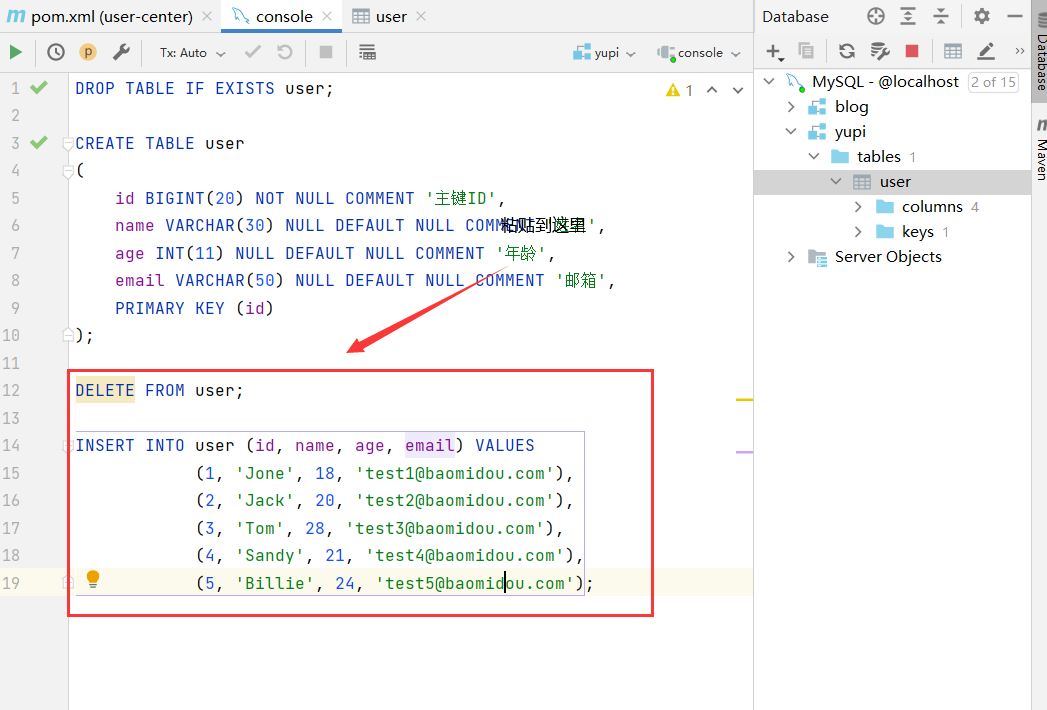 pom.xml (user-center)
console
user
Tx: Auto
yupi
console
1 DROP TABLE IF EXISTS user;
1
2
3 CREATE TABLE user
4 (
5 id BIGINT(20) NOT NULL COMMENT '主键ID',
6 name VARCHAR(30) NULL DEFAULT NULL COMMENT
粘贴到这里
',
7 age INT(11) NULL DEFAULT NULL COMMENT '年龄',
8 email VARCHAR(50) NULL DEFAULT NULL COMMENT '邮箱',
9 PRIMARY KEY (id)
10 );
11
12 DELETE FROM user;
13
14 INSERT INTO user (id, name, age, email) VALUES
15 (1, 'Jone', 18, 'test1@baomidou.com'),
16 (2, 'Jack', 20, 'test2@baomidou.com'),
17 (3, 'Tom', 28, 'test3@baomidou.com'),
18 (4, 'Sandy', 21, 'test4@baomidou.com'),
19 (5, 'Billie', 24, 'test5@baomidou.com');
Database
MySQL - @localhost 2 of 15
blog
yupi
tables 1
user
columns 4
keys 1
Server Objects
Database
Maven